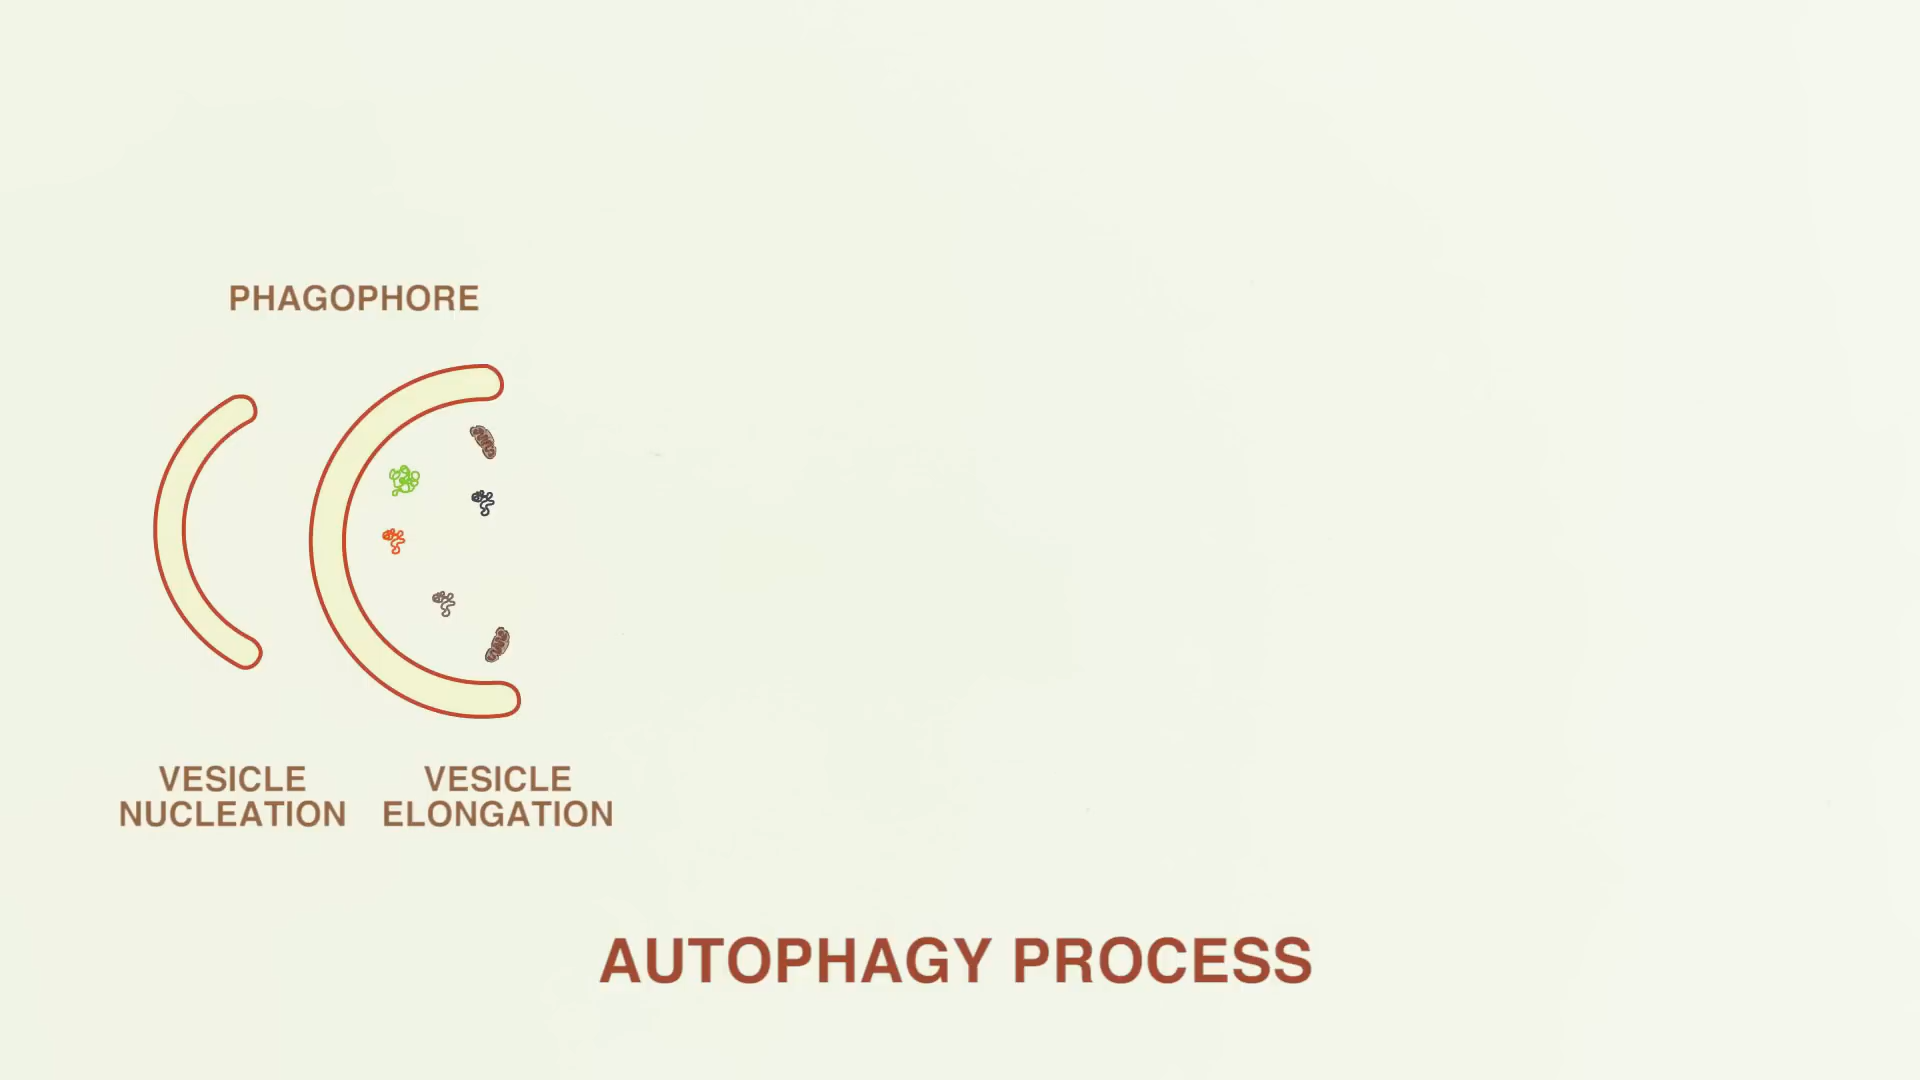 PHAGOPHORE
VESICLE
NUCLEATION
VESICLE
ELONGATION
AUTOPHAGY PROCESS